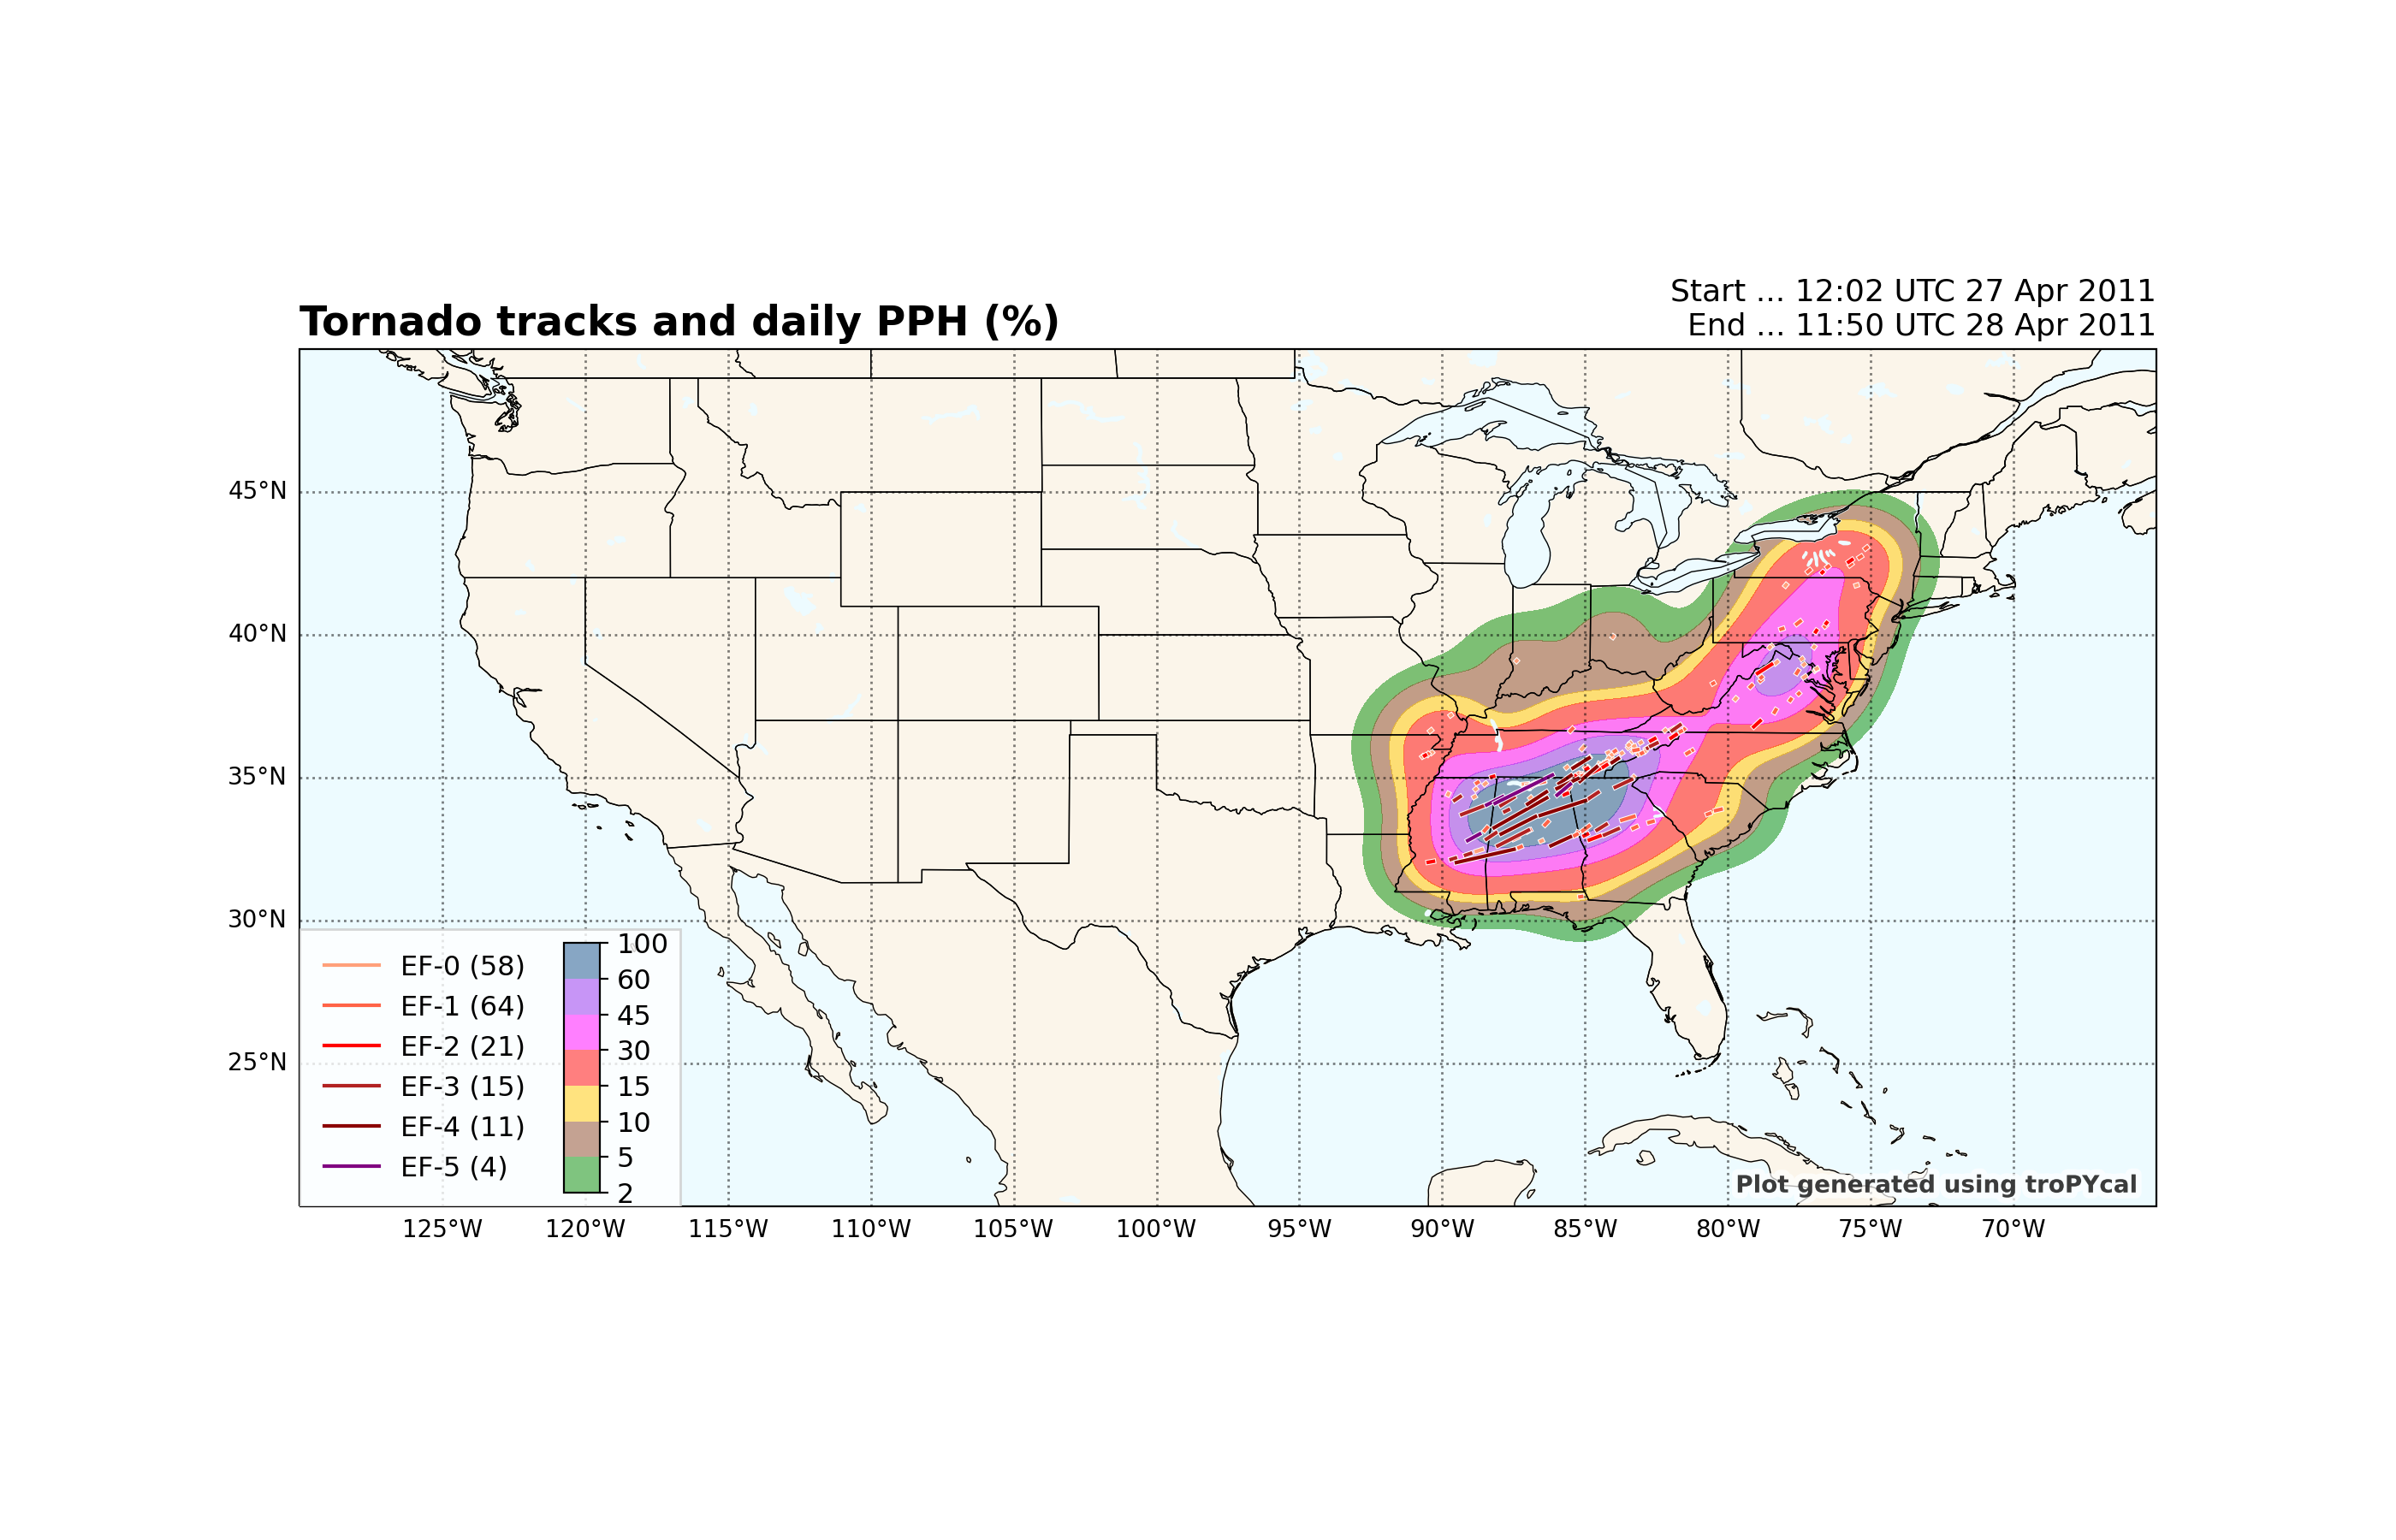 Start ... 12:02 UTC 27 Apr 2011
Tornado tracks and daily PPH (%)
End ... 11:50 UTC 28 Apr 2011
45°N
40°N
35°N
30°N
25°N
EF-0 (58)
EF-1 (64)
EF-2 (21)
EF-3 (15)
EF-4 (11)
EF-5 (4)
100
60
45
30
15
10
5
2
Plot generated using troPYcal
125°W 120°W 115°W 110°W 105°W 100°W 95°W 90°W 85°W 80°W 75°W 70°W